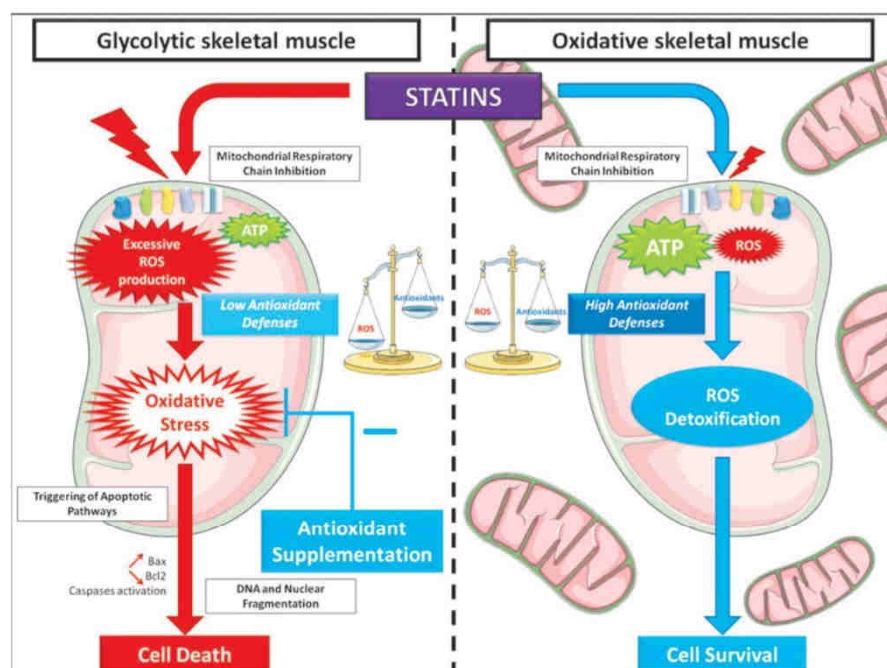 Glycolytic skeletal muscle
Oxidative skeletal muscle
STATINS
Mitochondrial Respiratory
Chain Inhibition
Excessive
ROS
production
ATP
Low Antioxidant
Defenses
ROS
Antioxidants
Oxidative
Stress
Triggering of Apoptotic
Pathways
Antioxidant
Supplementation
Bax
Bcl2
Caspases activation
DNA and Nuclear
Fragmentation
Cell Death
Mitochondrial Respiratory
Chain Inhibition
ATP
ROS
ROS
Antioxidants
High Antioxidant
Defenses
ROS
Detoxification
Cell Survival